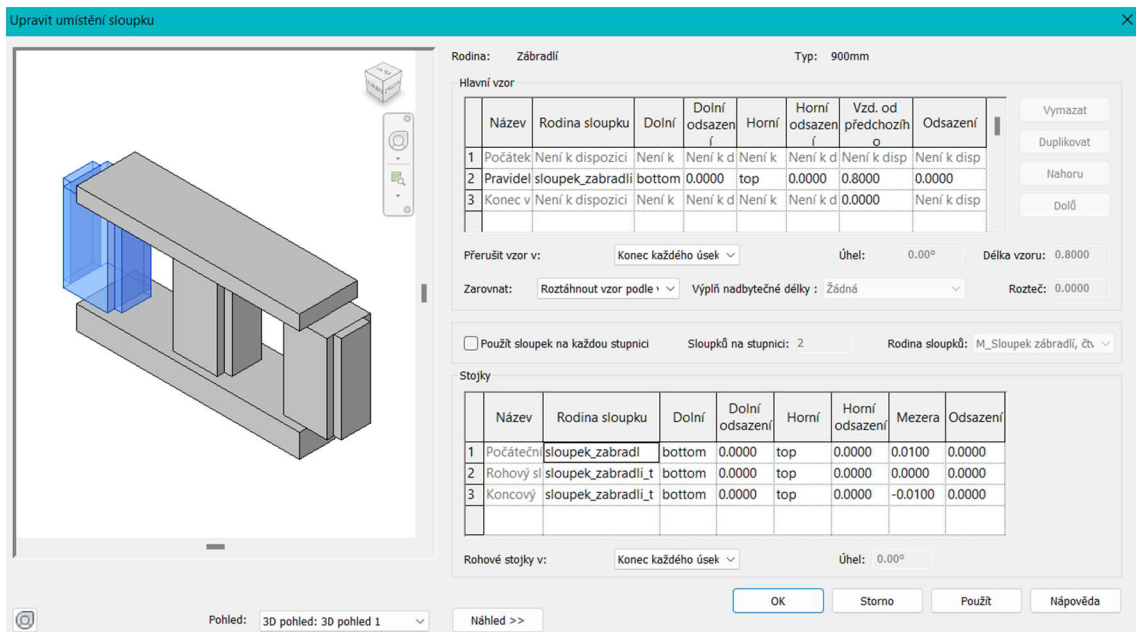 Upravit umístění sloupku
Rodina: Zábradlí Typ: 900mm
Hlavní vzor
Název Rodina sloupku Dolní Dolní odsazení Horní Horní odsazení Vzd. od předchozího Odsazení
1 Počátek Není k dispozici Není k Není k d Není k Není k d Není k disp Není k disp
2 Pravidel sloupek_zabradli bottom 0.0000 top 0.0000 0.8000 0.0000
3 Konec v Není k dispozici Není k Není k d Není k Není k d 0.0000 Není k disp
Vymazat
Duplikovat
Nahoru
Dolů
Přerušit vzor v: Konec každého úsek Úhel: 0.00° Délka vzoru: 0.8000
Zarovnat: Roztáhnout vzor podle v Výplň nadbytečné délky : Žádná Rozteč: 0.0000
Použít sloupek na každou stupnici Sloupků na stupnici: 2 Rodina sloupků: M_Sloupek zábradlí, čtv
Stojky
Název Rodina sloupku Dolní Dolní odsazení Horní Horní odsazení Mezera Odsazení
1 Počáteční sloupek_zabradl bottom 0.0000 top 0.0000 0.0100 0.0000
2 Rohový sl sloupek_zabradli_t bottom 0.0000 top 0.0000 0.0000 0.0000
3 Koncový sloupek_zabradli_t bottom 0.0000 top 0.0000 -0.0100 0.0000
Rohové stojky v: Konec každého úsek Úhel: 0.00°
OK Storno Použít Nápověda
Pohled: 3D pohled: 3D pohled 1 Náhled >>